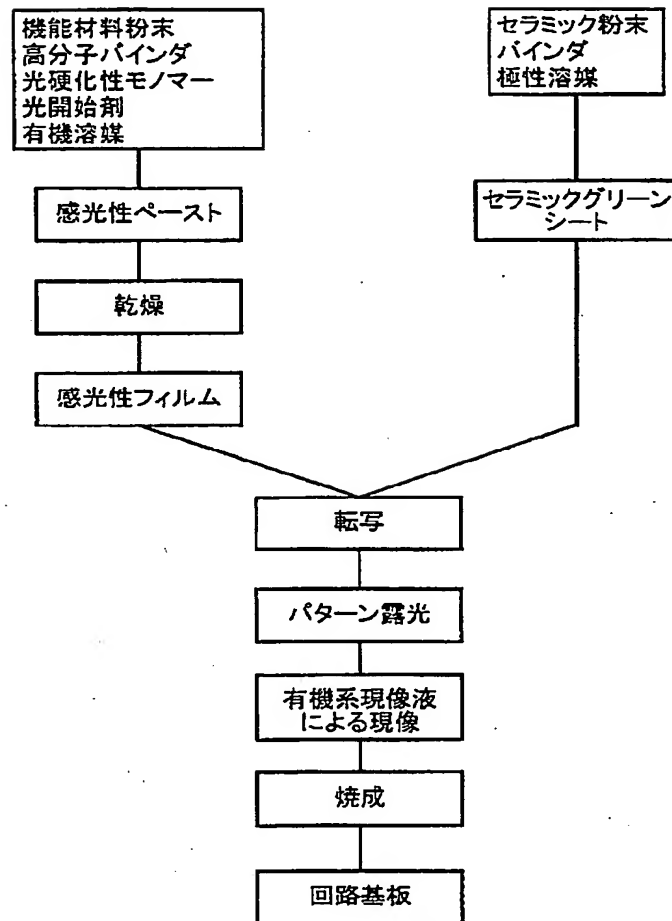 機能材料粉末
高分子バインダ
光硬化性モノマー
光開始剤
有機溶媒
セラミック粉末
バインダ
極性溶媒
感光性ペースト
セラミックグリーン
シート
乾燥
感光性フィルム
転写
パターン露光
有機系現像液
による現像
焼成
回路基板